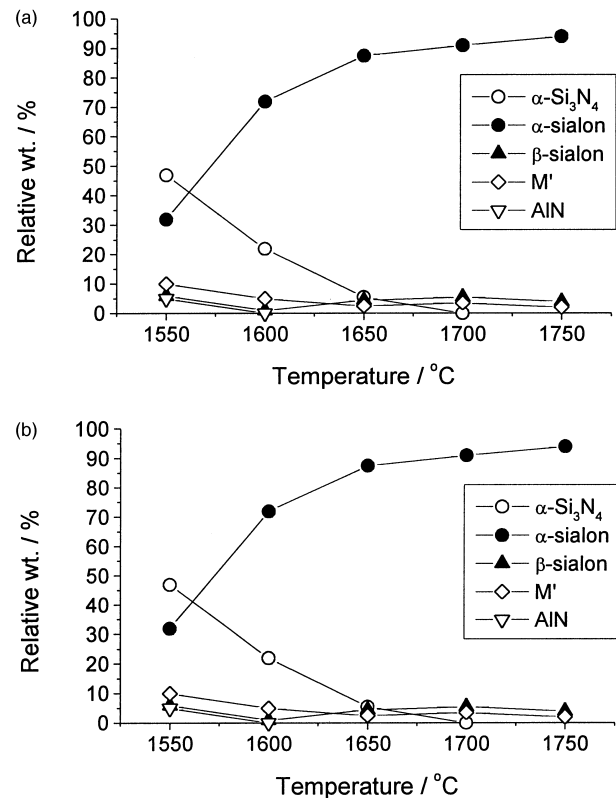 (a)
100
90
80
70
60
50
40
30
20
10
0
Relative wt. / %
α-Si₃N₄
α-sialon
β-sialon
M'
AlN
1550 1600 1650 1700 1750
Temperature / °C
(b)
100
90
80
70
60
50
40
30
20
10
0
Relative wt. / %
α-Si₃N₄
α-sialon
β-sialon
M'
AlN
1550 1600 1650 1700 1750
Temperature / °C